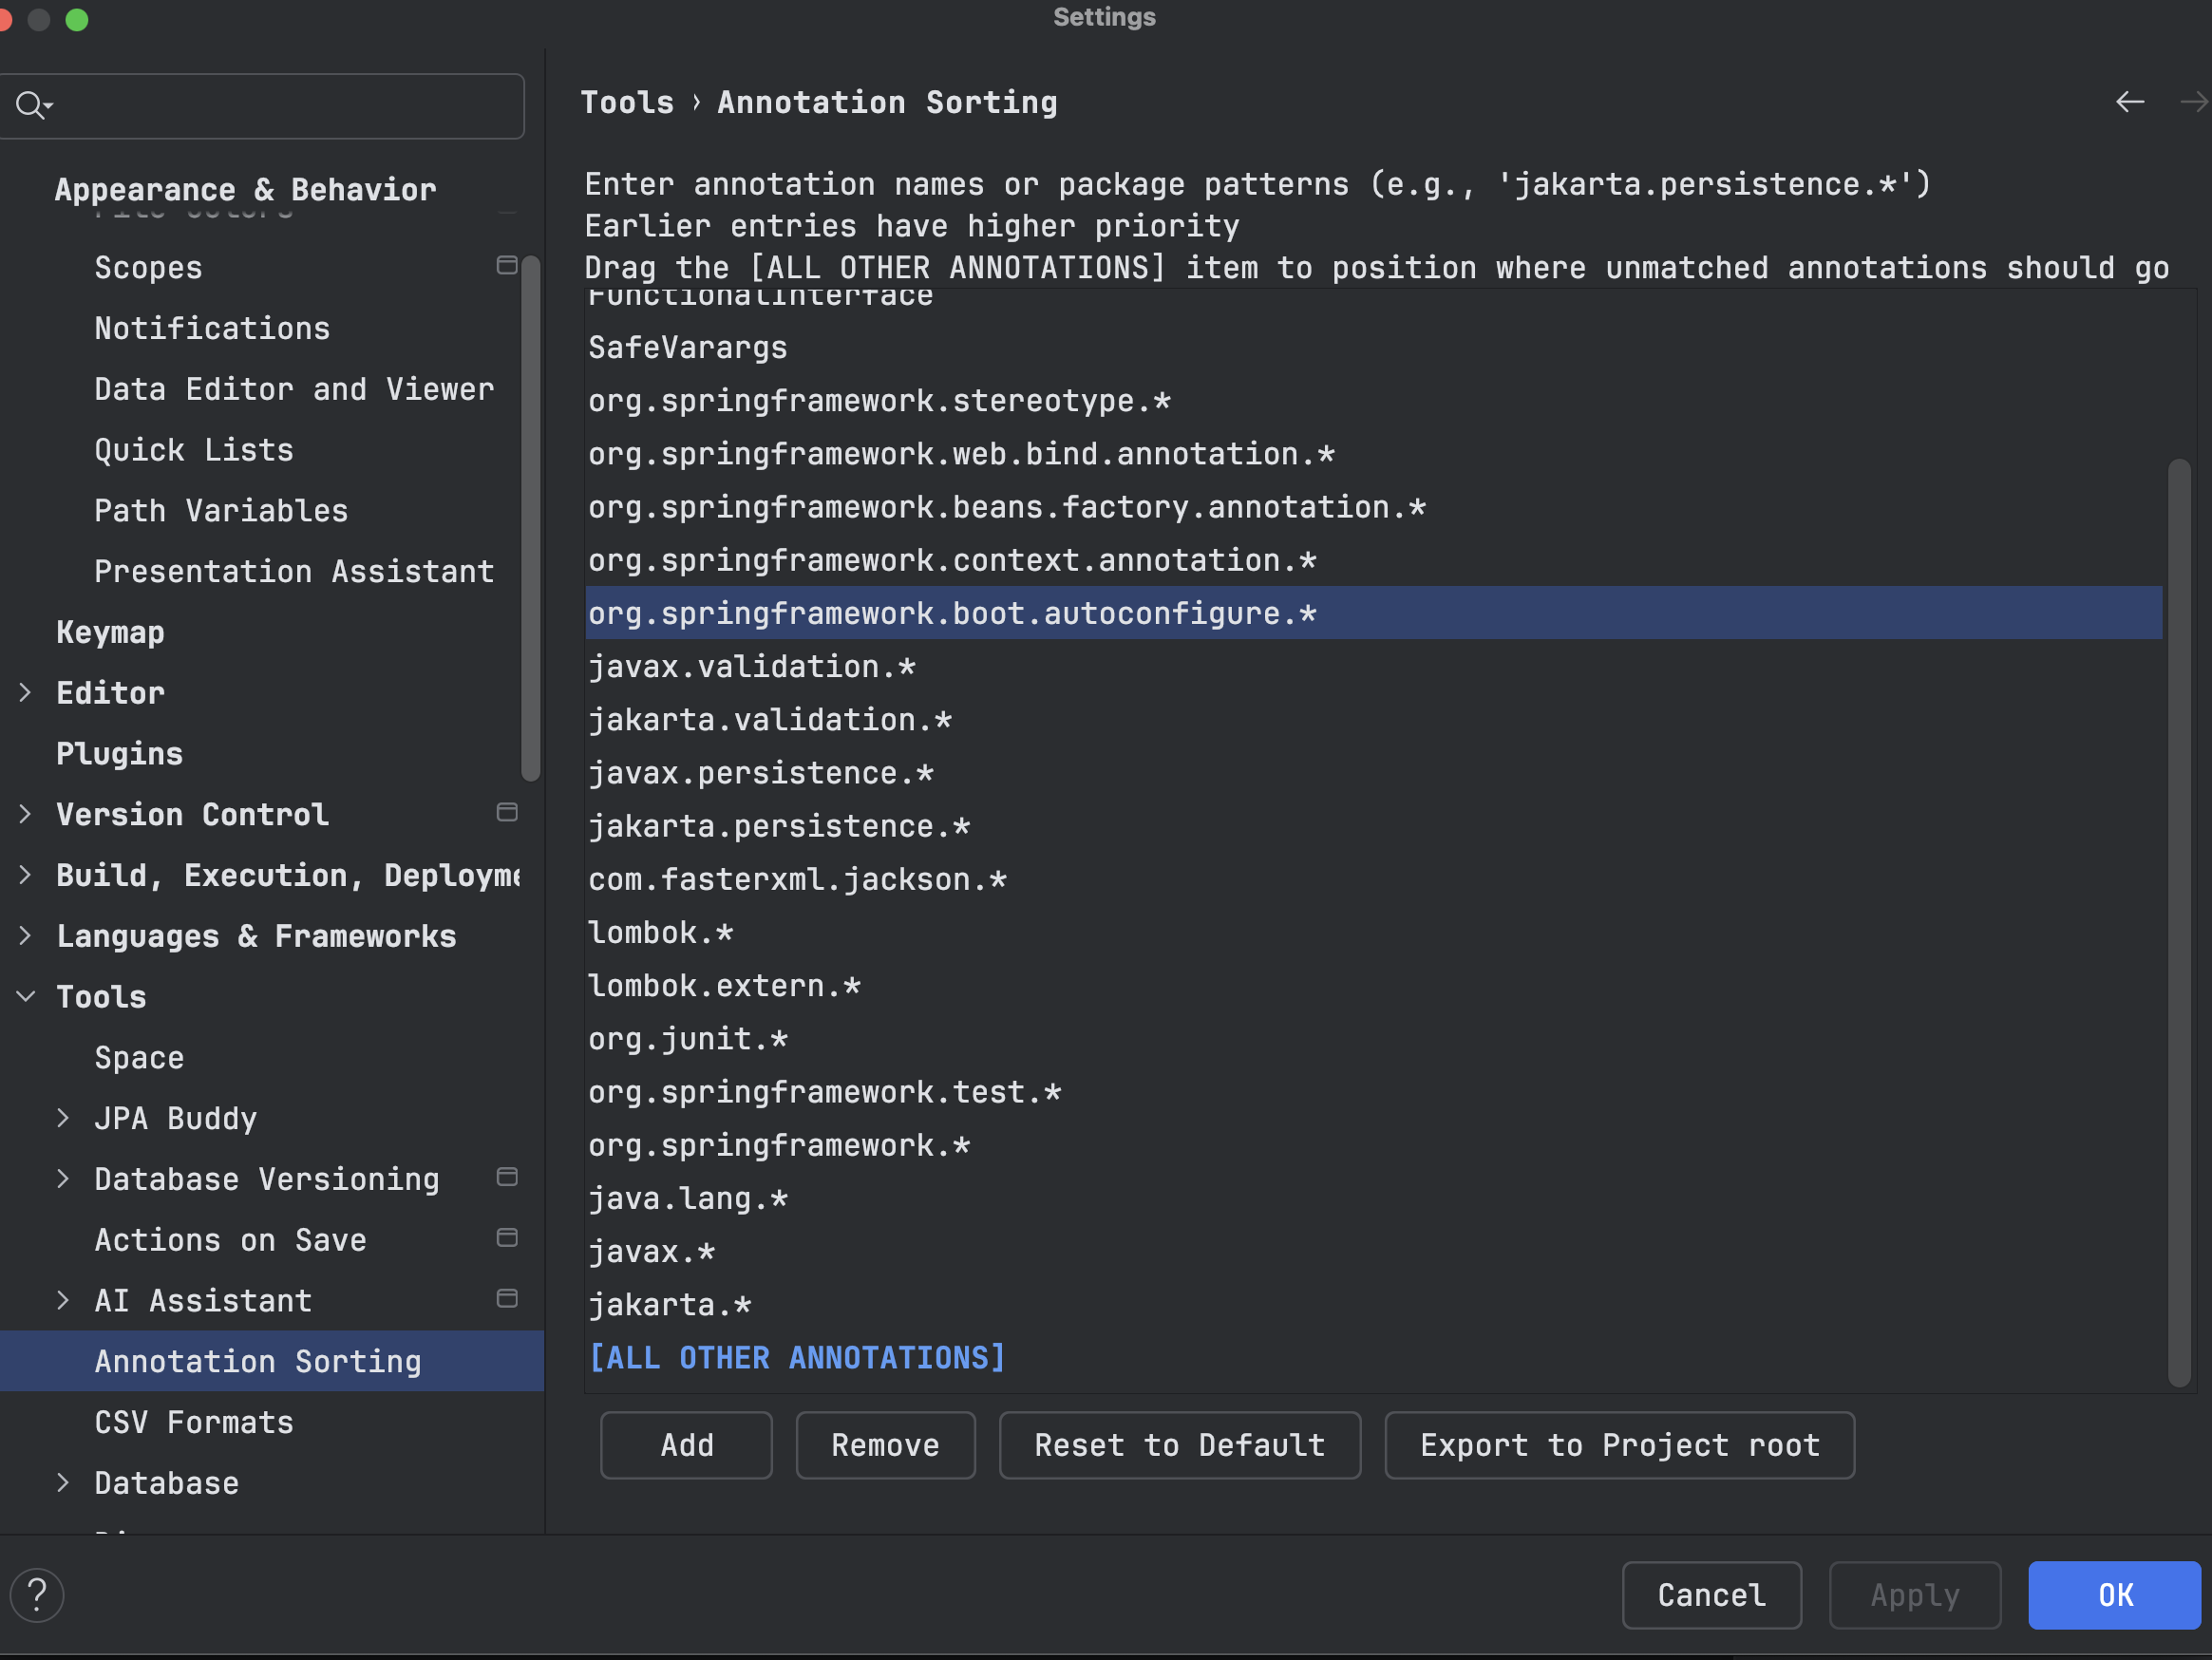 Settings
Appearance & Behavior
Scopes
Notifications
Data Editor and Viewer
Quick Lists
Path Variables
Presentation Assistant
Keymap
Editor
Plugins
Version Control
Build, Execution, Deployme
Languages & Frameworks
Tools
Space
JPA Buddy
Database Versioning
Actions on Save
AI Assistant
Annotation Sorting
CSV Formats
Database
Tools › Annotation Sorting
Enter annotation names or package patterns (e.g., 'jakarta.persistence.*')
Earlier entries have higher priority
Drag the [ALL OTHER ANNOTATIONS] item to position where unmatched annotations should go
FunctionalInterface
SafeVarargs
org.springframework.stereotype.*
org.springframework.web.bind.annotation.*
org.springframework.beans.factory.annotation.*
org.springframework.context.annotation.*
org.springframework.boot.autoconfigure.*
javax.validation.*
jakarta.validation.*
javax.persistence.*
jakarta.persistence.*
com.fasterxml.jackson.*
lombok.*
lombok.extern.*
org.junit.*
org.springframework.test.*
org.springframework.*
java.lang.*
javax.*
jakarta.*
[ALL OTHER ANNOTATIONS]
Add Remove Reset to Default Export to Project root
? Cancel Apply OK